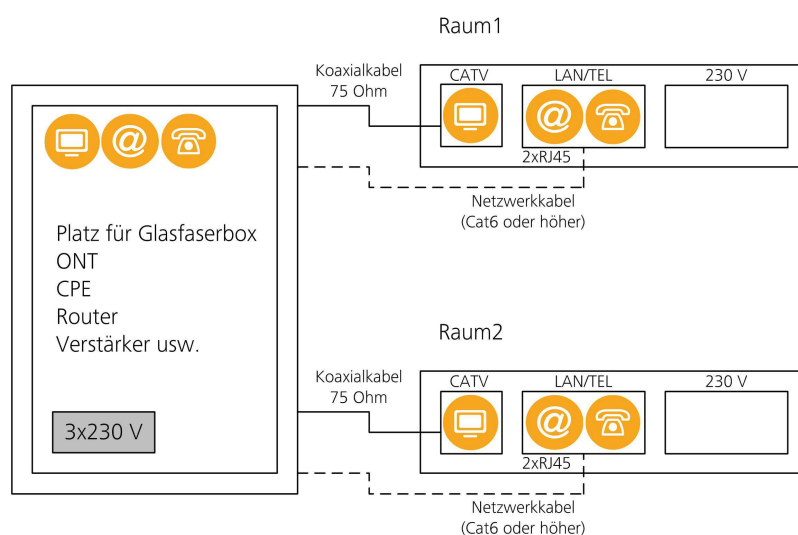 Raum1
Koaxialkabel
75 Ohm
CATV
LAN/TEL
230 V
@
@
2xRJ45
Netzwerkkabel
(Cat6 oder höher)
Platz für Glasfaserbox
ONT
CPE
Router
Verstärker usw.
3x230 V
Raum2
Koaxialkabel
75 Ohm
CATV
LAN/TEL
230 V
@
2xRJ45
Netzwerkkabel
(Cat6 oder höher)